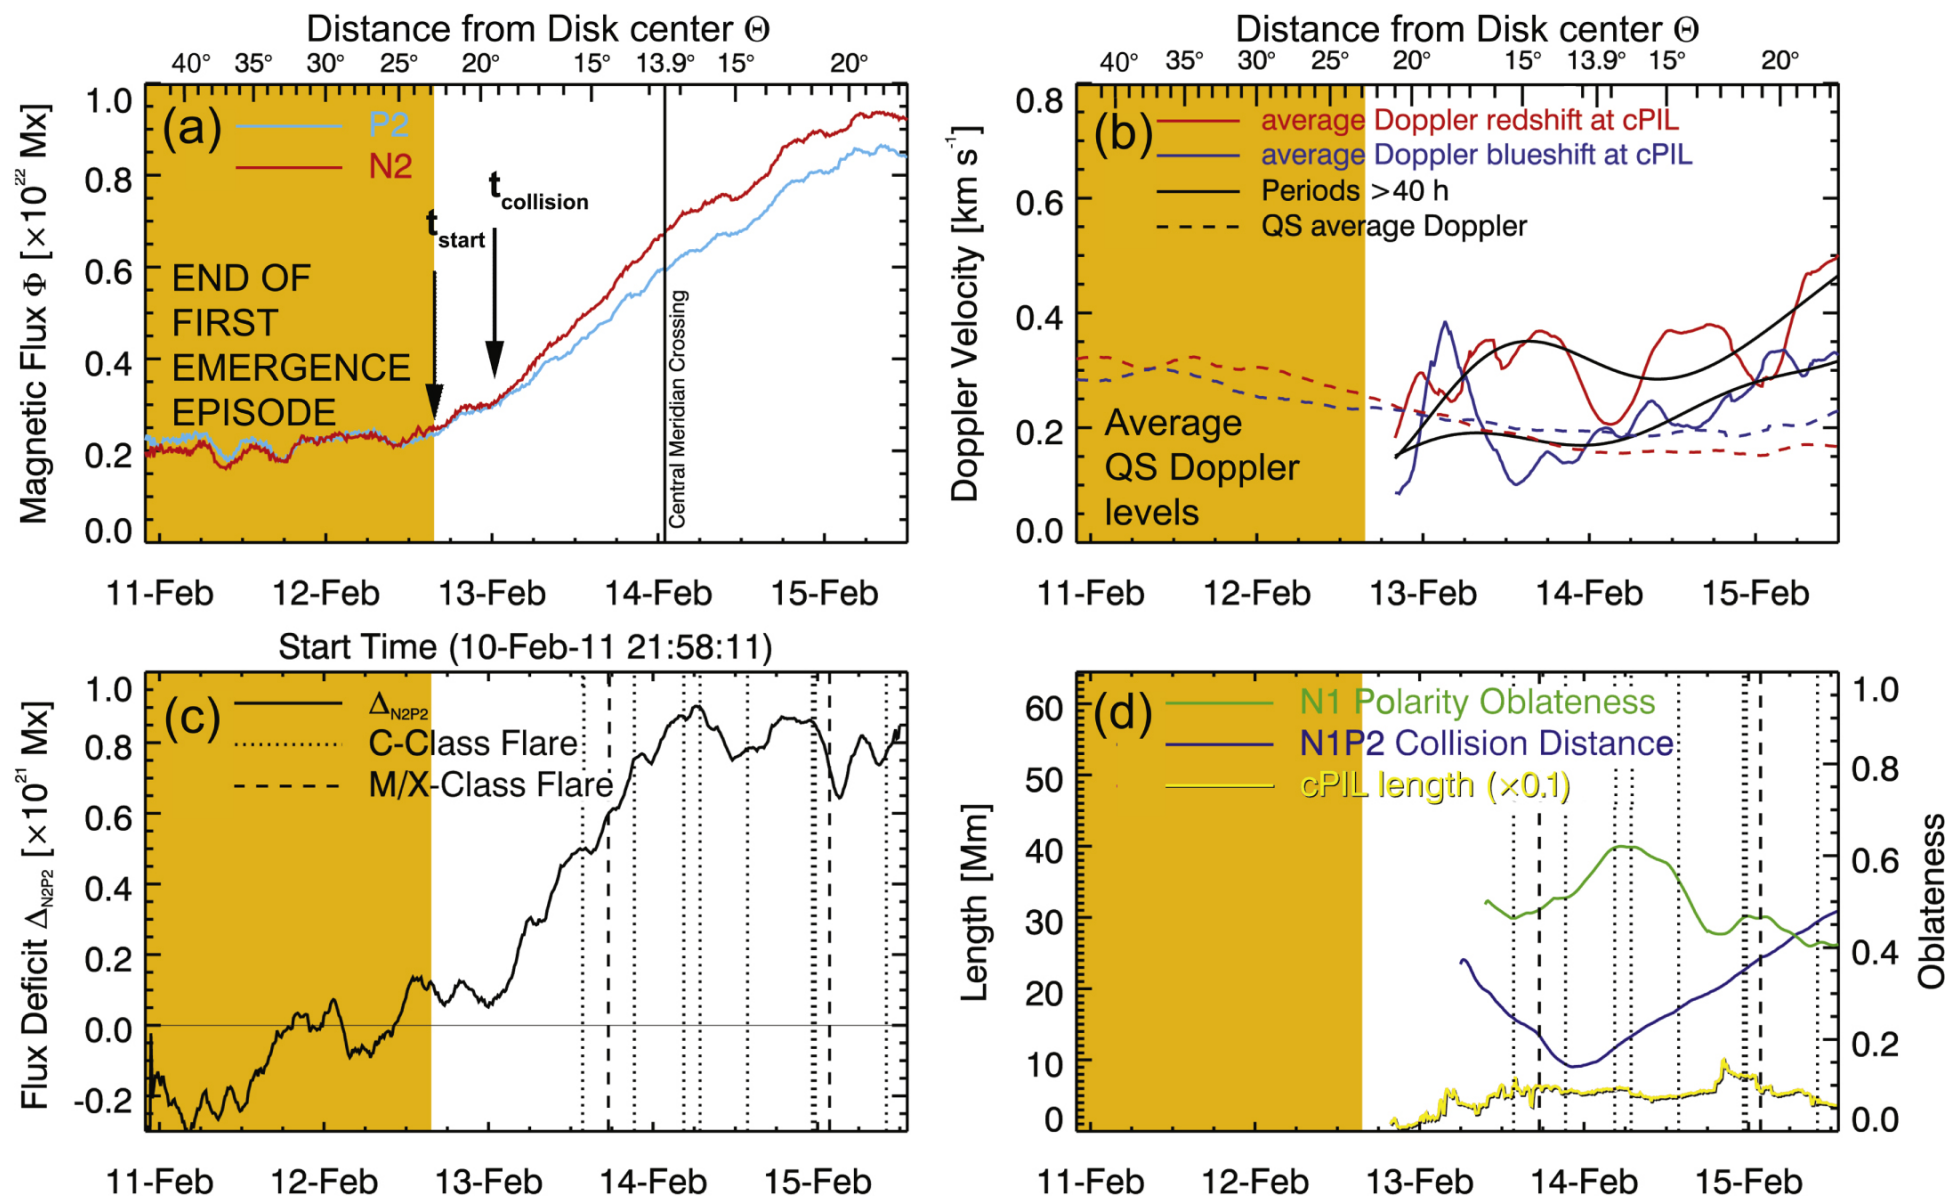 Distance from Disk center Θ
40° 35° 30° 25° 20° 15° 13.9° 15° 20°
Magnetic Flux Φ [×10²² Mx]
1.0
0.8
0.6
0.4
0.2
0.0
(a)
P2
N2
t_start
t_collision
END OF
FIRST
EMERGENCE
EPISODE
Central Meridian Crossing
11-Feb 12-Feb 13-Feb 14-Feb 15-Feb
Distance from Disk center Θ
40° 35° 30° 25° 20° 15° 13.9° 15° 20°
Doppler Velocity [km s⁻¹]
0.8
0.6
0.4
0.2
0.0
(b)
average Doppler redshift at cPIL
average Doppler blueshift at cPIL
Periods >40 h
QS average Doppler
Average
QS Doppler
levels
11-Feb 12-Feb 13-Feb 14-Feb 15-Feb
Start Time (10-Feb-11 21:58:11)
Flux Deficit Δ_N2P2 [×10²¹ Mx]
1.0
0.8
0.6
0.4
0.2
0.0
-0.2
(c)
Δ_N2P2
C-Class Flare
M/X-Class Flare
11-Feb 12-Feb 13-Feb 14-Feb 15-Feb
Length [Mm]
60
50
40
30
20
10
0
(d)
N1 Polarity Oblateness
N1P2 Collision Distance
cPIL length (×0.1)
1.0
0.8
0.6
0.4
0.2
0.0
Oblateness
11-Feb 12-Feb 13-Feb 14-Feb 15-Feb